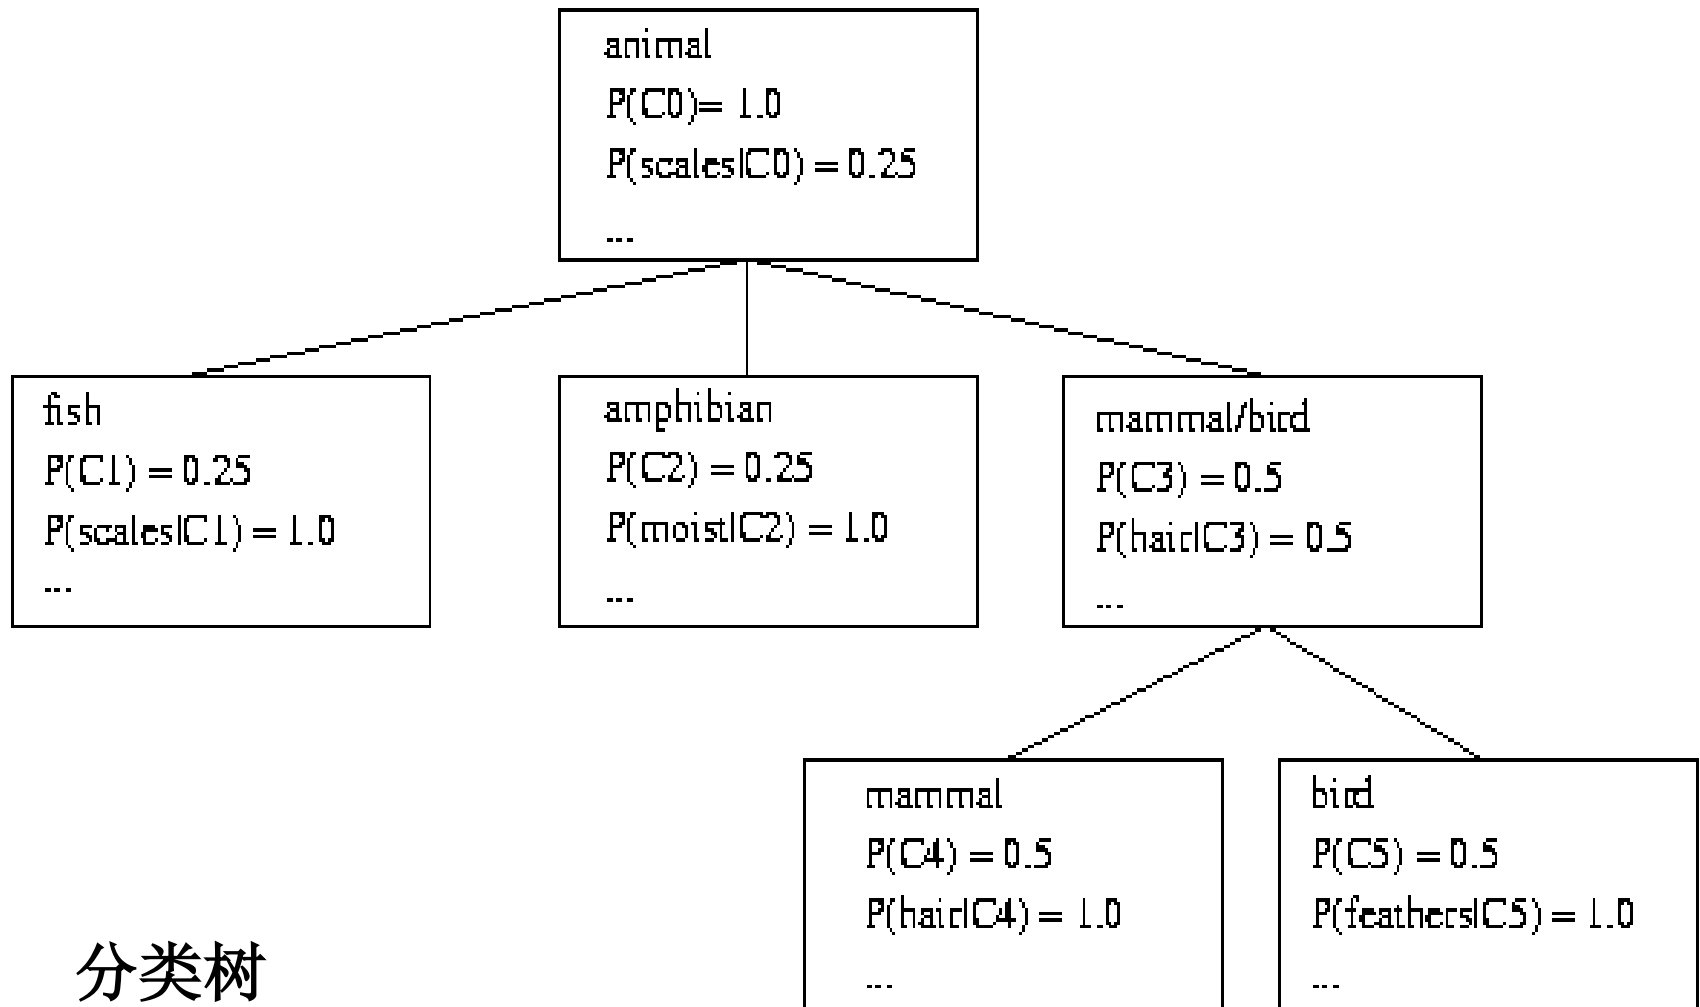 animal
P(C0)= 1.0
P(scales|C0) = 0.25
...
fish
P(C1) = 0.25
P(scales|C1) = 1.0
...
amphibian
P(C2) = 0.25
P(moist|C2) = 1.0
...
mammal/bird
P(C3) = 0.5
P(hair|C3) = 0.5
...
mammal
P(C4) = 0.5
P(hair|C4) = 1.0
...
bird
P(C5) = 0.5
P(feathers|C5) = 1.0
...
分类树